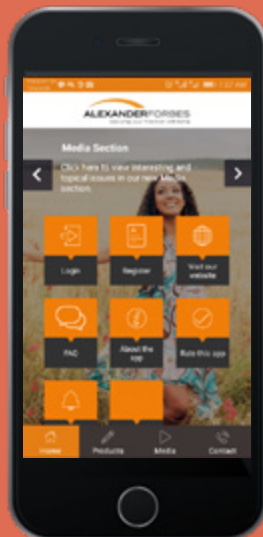 ALEXANDERFORBES
Media Section
Click here to view interesting and
topical issues in our new Media
section.
Login
Register
Visit our
website
FAQ
About the
app
Rate this app
Home
Products
Media
Contact